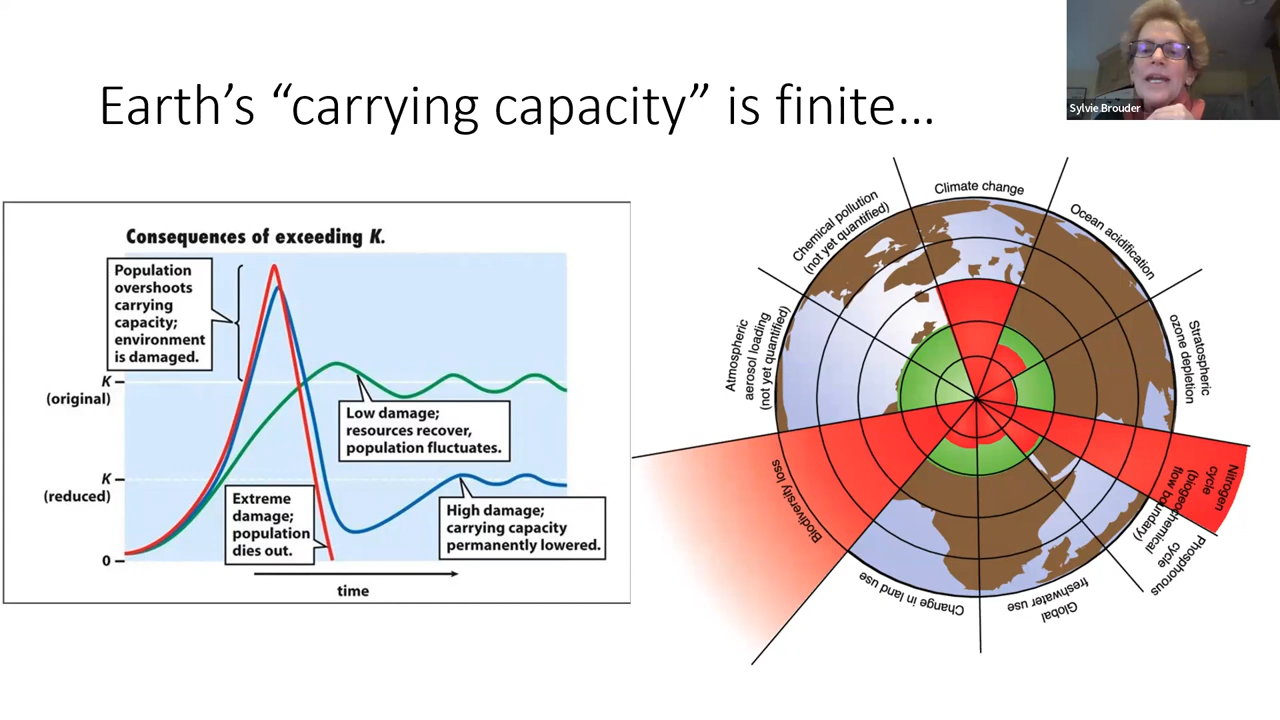 Earth’s “carrying capacity” is finite...
Sylvie Brouder
Consequences of exceeding K.
Population
overshoots
carrying
capacity;
environment
is damaged.
K
(original)
K
(reduced)
0
Low damage;
resources recover,
population fluctuates.
Extreme
damage;
population
dies out.
High damage;
carrying capacity
permanently lowered.
time
Climate change
Ocean acidification
Stratospheric
ozone depletion
Nitrogen
cycle
(biogeochemical
flow boundary)
Phosphorous
cycle
Global
freshwater use
Change in land use
Biodiversity loss
Atmospheric
aerosol loading
(not yet quantified)
Chemical pollution
(not yet quantified)